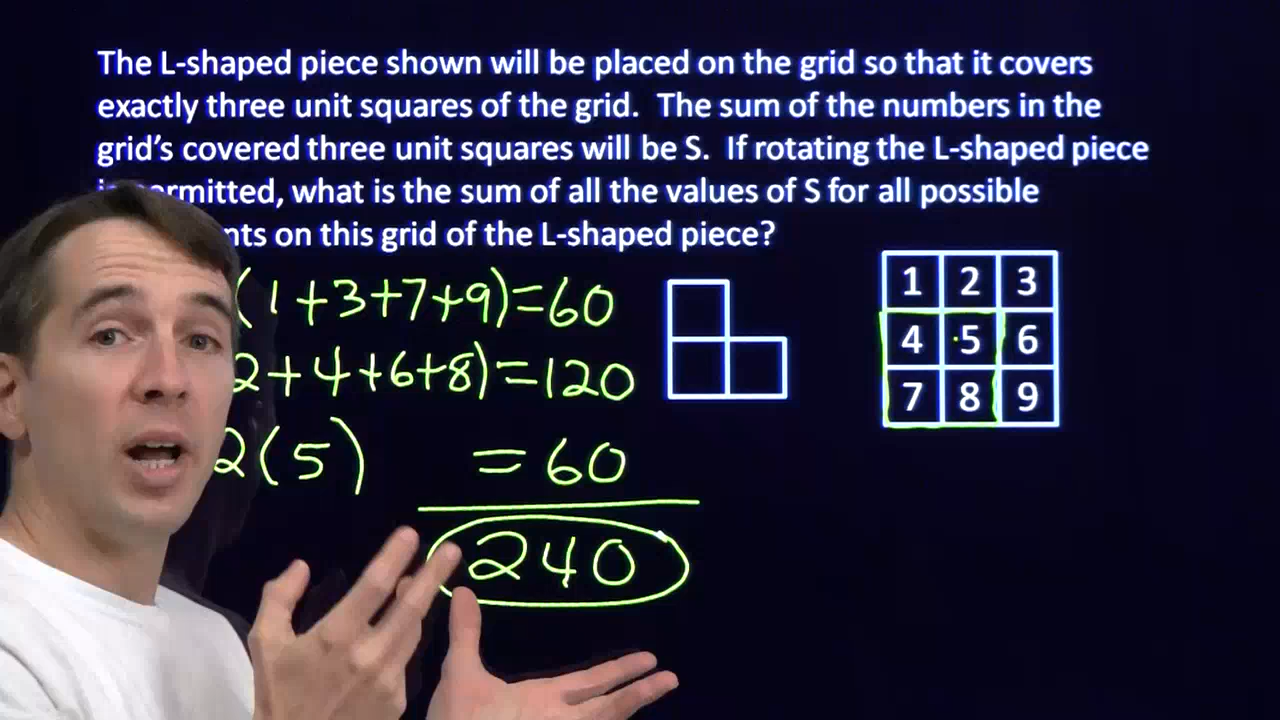 The L-shaped piece shown will be placed on the grid so that it covers
exactly three unit squares of the grid. The sum of the numbers in the
grid's covered three unit squares will be S. If rotating the L-shaped piece
what is the sum of all the values of S for all possible
on this grid of the L-shaped piece?
(1+3+7+9)=60
2+4+6+8)=120
2(5) =60
240
1 2 3
4 5 6
7 8 9